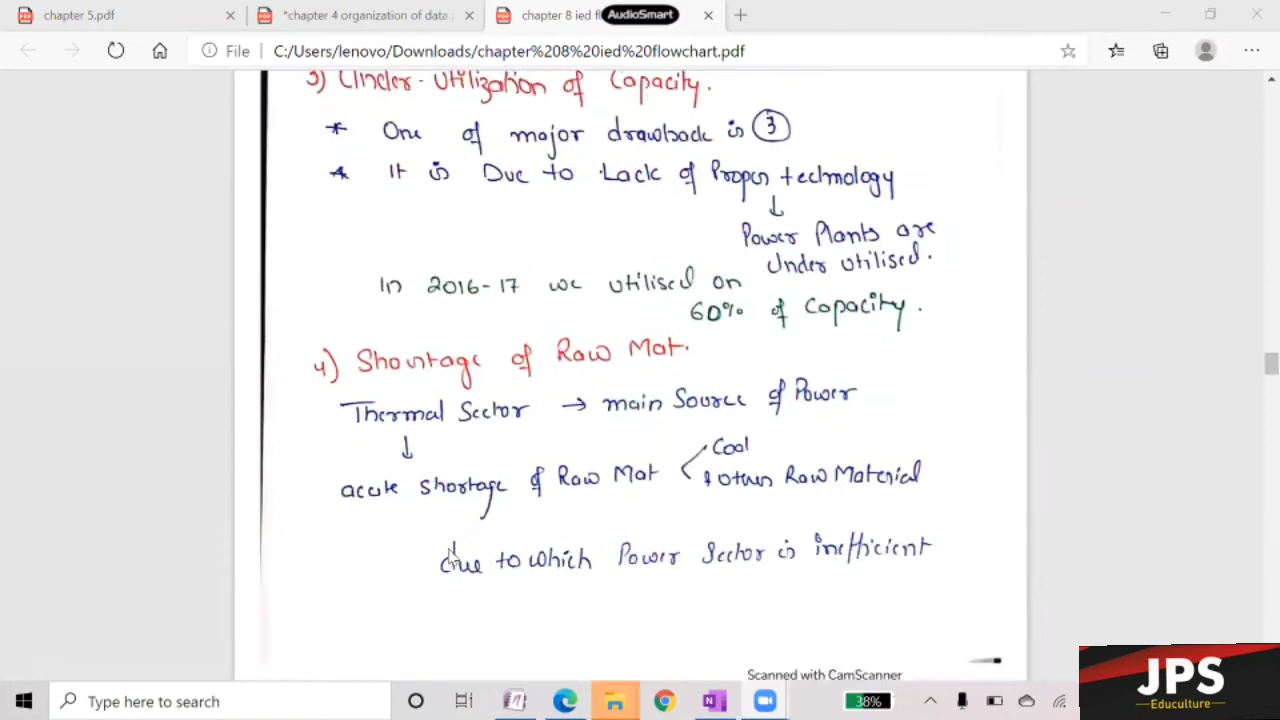 chapter 5.pdf
*chapter 4 organization of data
chapter 8 ied fl
AudioSmart
File
C:/Users/lenovo/Downloads/chapter%208%20ied%20flowchart.pdf
3) Under-Utilization of Capacity.
* One of major drawback is 3
* It is Due to Lack of Proper technology
↓
Power Plants are
Under utilised.
In 2016-17 we utilised on
60% of Capacity.
4) Shortage of Raw Mat.
Thermal Sector → main Source of Power
↓
acute shortage of Raw Mat
Coal
& other Raw Material
due to which Power Sector is inefficient
Scanned with CamScanner
JPS
Educulture
Type here to search
38%